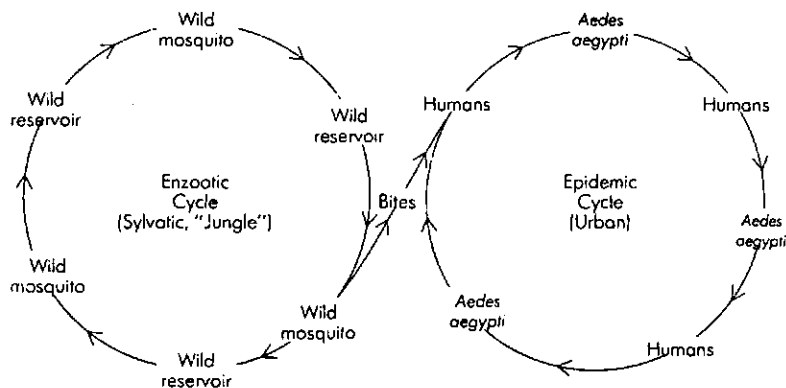 Wild
mosquito
Wild
reservoir
Wild
reservoir
Enzootic
Cycle
(Sylvatic, "Jungle")
Wild
mosquito
Wild
mosquito
Wild
reservoir
Bites
Aedes
aegypti
Humans
Humans
Epidemic
Cycle
(Urban)
Aedes
aegypti
Aedes
aegypti
Humans